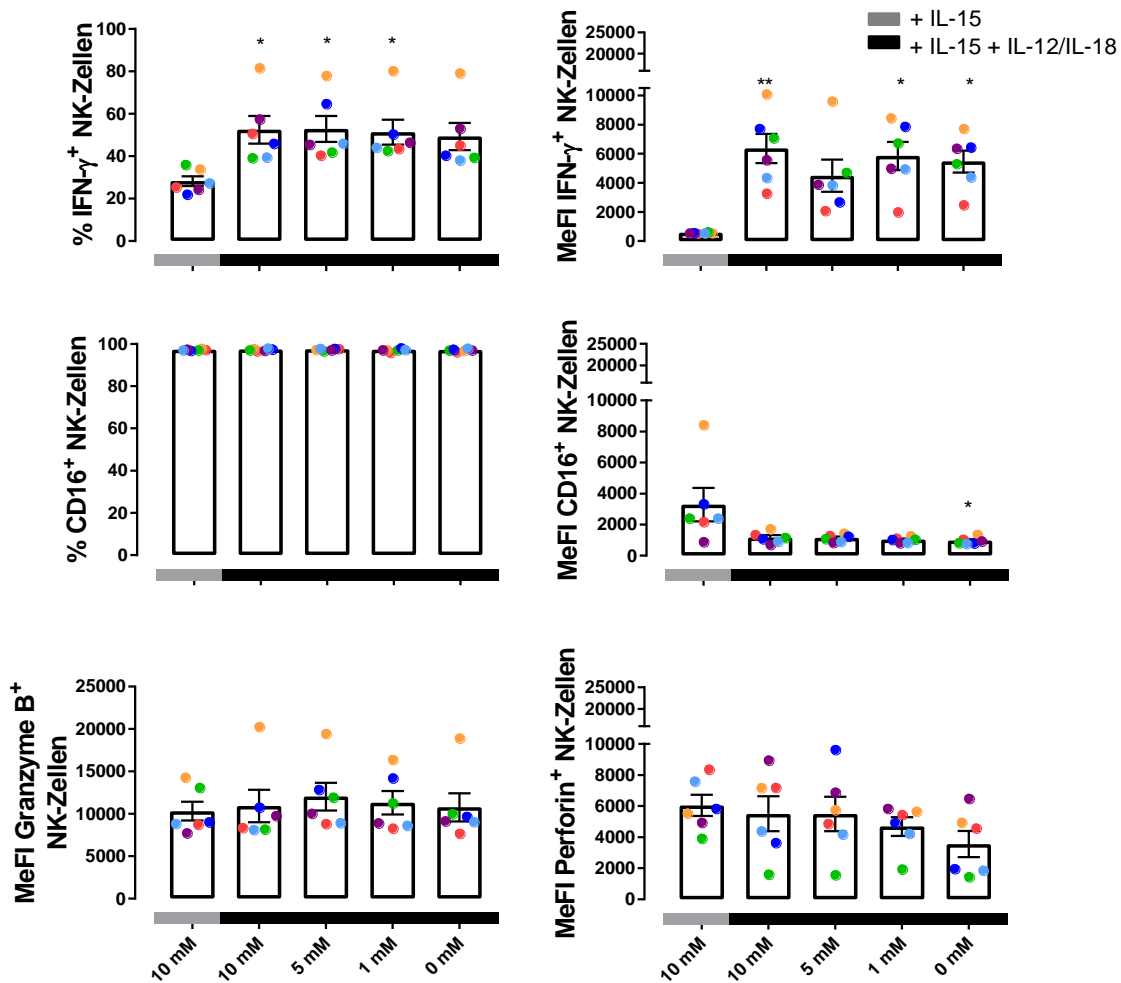 + IL-15
+ IL-15 + IL-12/IL-18
% IFN-γ+ NK-Zellen
100
80
60
40
20
0
*
*
*
MeFI IFN-γ+ NK-Zellen
25000
20000
10000
8000
6000
4000
2000
0
**
*
*
% CD16+ NK-Zellen
100
80
60
40
20
0
MeFI CD16+ NK-Zellen
25000
20000
10000
8000
6000
4000
2000
0
*
MeFI Granzyme B+
NK-Zellen
25000
20000
15000
10000
5000
0
10 mM
10 mM
5 mM
1 mM
0 mM
MeFI Perforin+ NK-Zellen
25000
20000
10000
8000
6000
4000
2000
0
10 mM
10 mM
5 mM
1 mM
0 mM